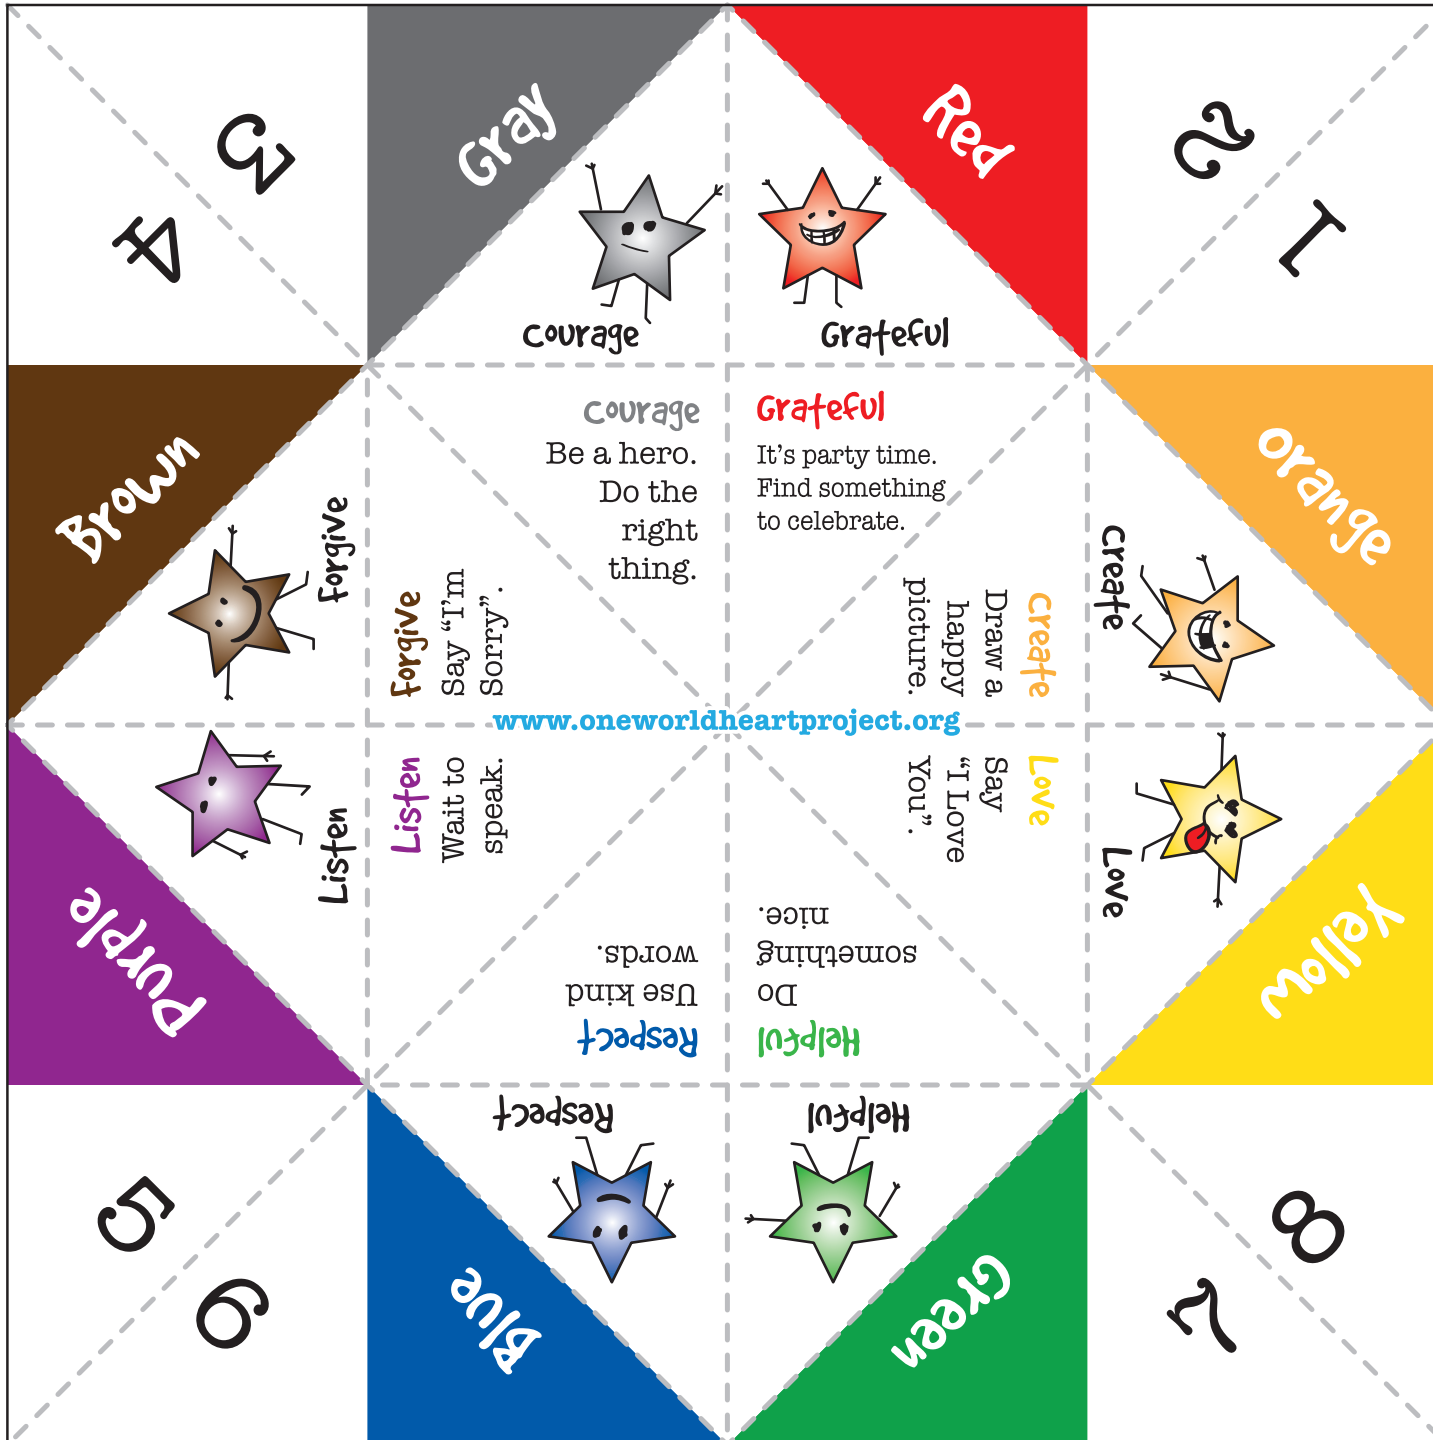 3
4
Gray
Red
2
1
Courage
Grateful
Brown
Forgive
Courage
Be a hero.
Do the
right
thing.
Grateful
It's party time.
Find something
to celebrate.
Orange
Create
Forgive
Say “I'm
Sorry”.
Create
Draw a
happy
picture.
www.oneworldheartproject.org
Purple
Listen
Listen
Wait to
speak.
Love
Say
“I Love
You”.
Love
Yellow
Respect
Use kind
words.
Helpful
Do
something
nice.
Respect
Helpful
5
6
Blue
Green
8
7